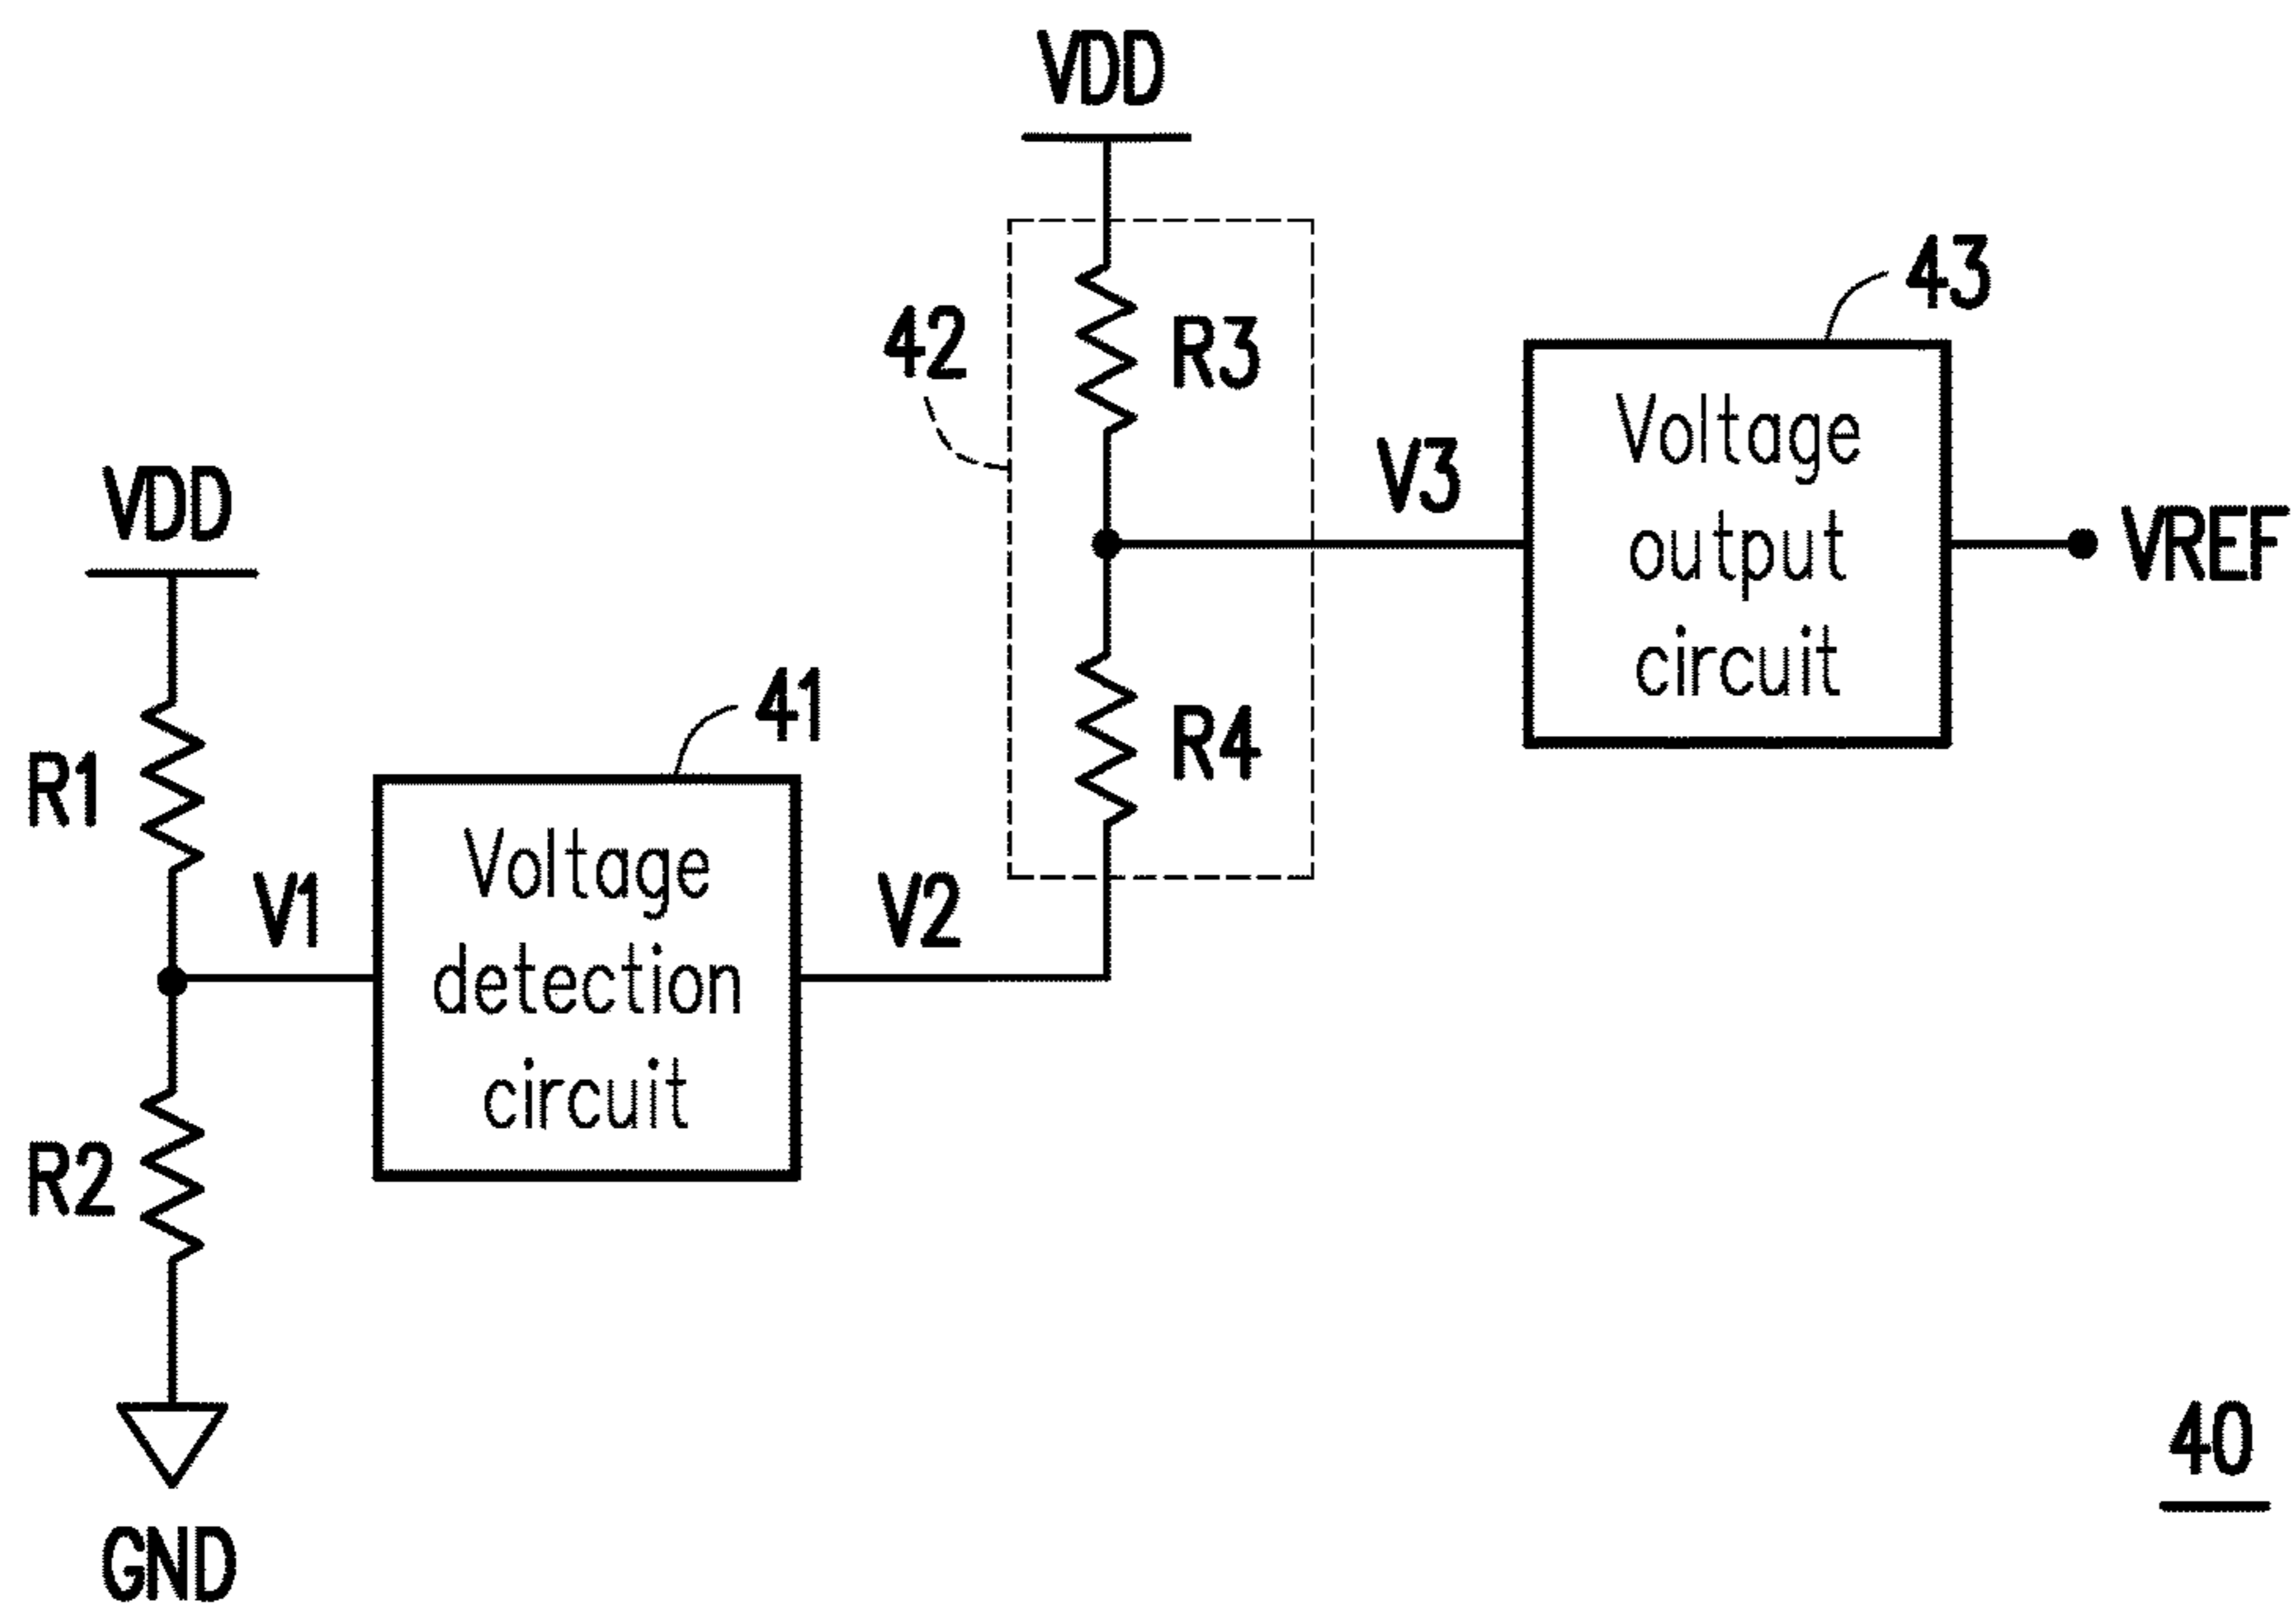 VDD
42
R3
43
V3
Voltage
output
circuit
VREF
VDD
R1
41
R4
V1
Voltage
detection
circuit
V2
R2
GND
40